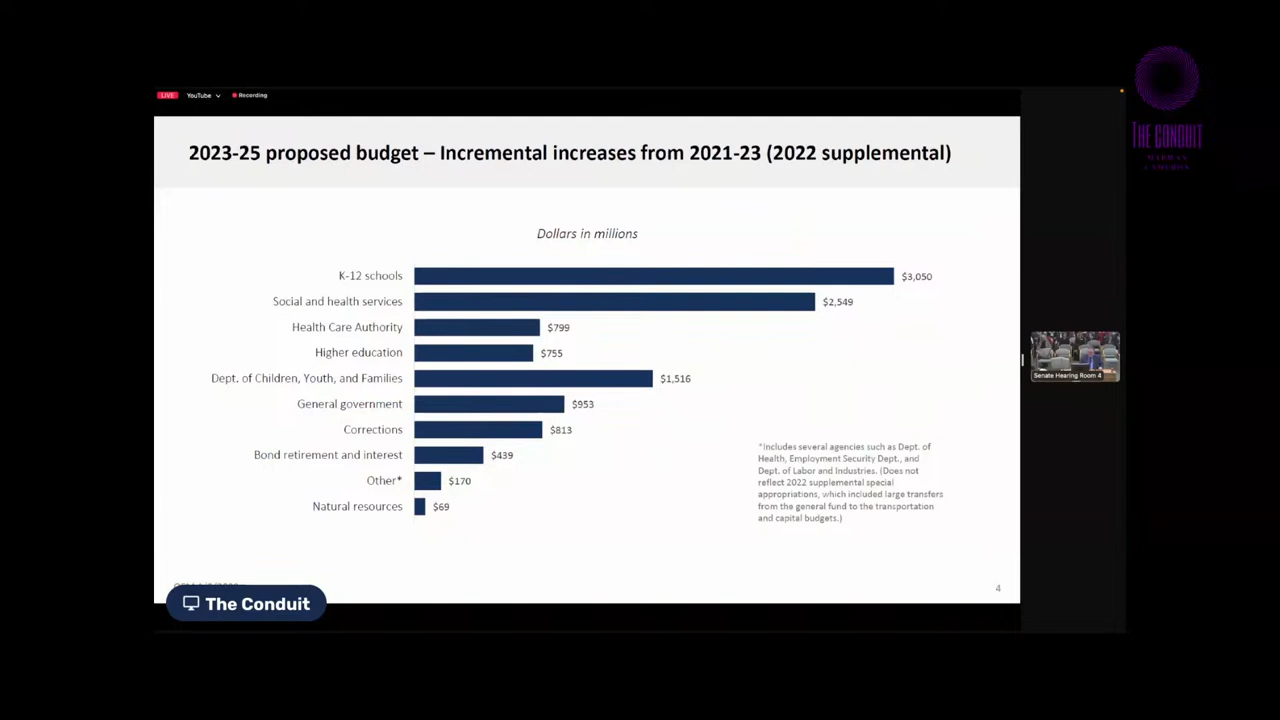 LIVE YouTube Recording
THE CONDUIT
2023-25 proposed budget – Incremental increases from 2021-23 (2022 supplemental)
Dollars in millions
K-12 schools $3,050
Social and health services $2,549
Health Care Authority $799
Higher education $755
Dept. of Children, Youth, and Families $1,516
General government $953
Corrections $813
Bond retirement and interest $439
Other* $170
Natural resources $69
*Includes several agencies such as Dept. of
Health, Employment Security Dept., and
Dept. of Labor and Industries. (Does not
reflect 2022 supplemental special
appropriations, which included large transfers
from the general fund to the transportation
and capital budgets.)
Senate Hearing Room 4
4
The Conduit